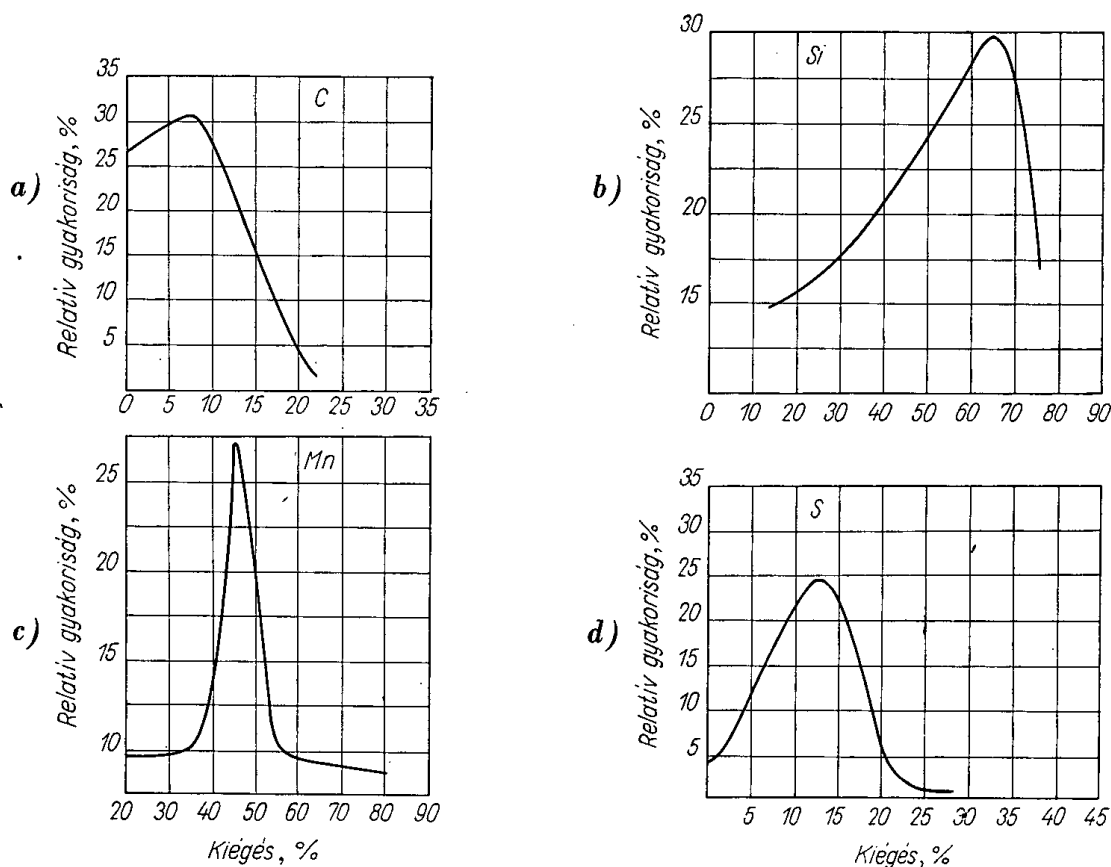 a)
Relatív gyakoriság, %
35
30
25
20
15
10
5
C
0 5 10 15 20 25 30 35
b)
Relatív gyakoriság, %
30
25
20
15
Si
0 10 20 30 40 50 60 70 80 90
c)
Relatív gyakoriság, %
25
20
15
10
Mn
20 30 40 50 60 70 80 90
Kiégés, %
d)
Relatív gyakoriság, %
35
30
25
20
15
10
5
S
5 10 15 20 25 30 35 40 45
Kiégés, %